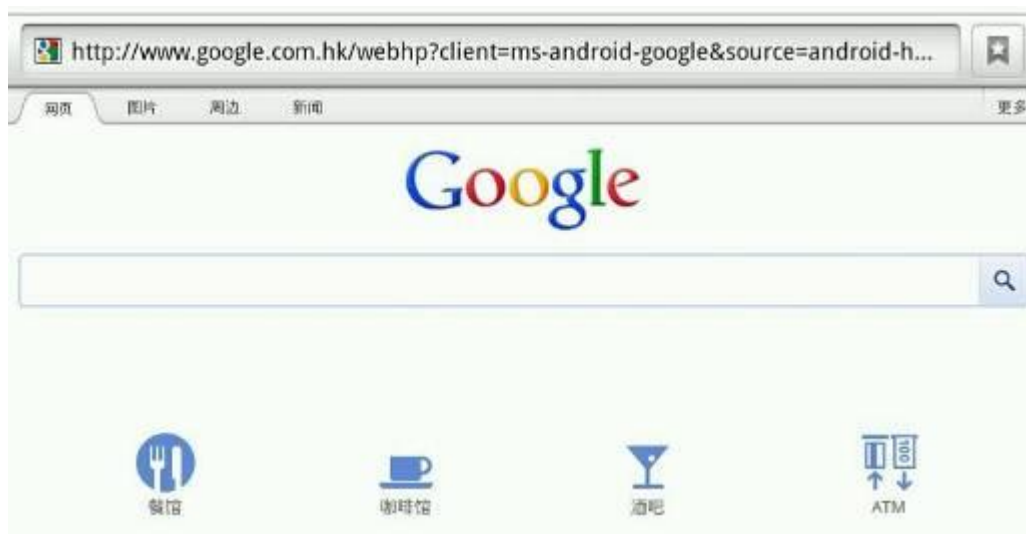 http://www.google.com.hk/webhp?client=ms-android-google&source=android-h...
网页 图片 周边 新闻 更多
Google
100
餐馆 咖啡馆 酒吧 ATM